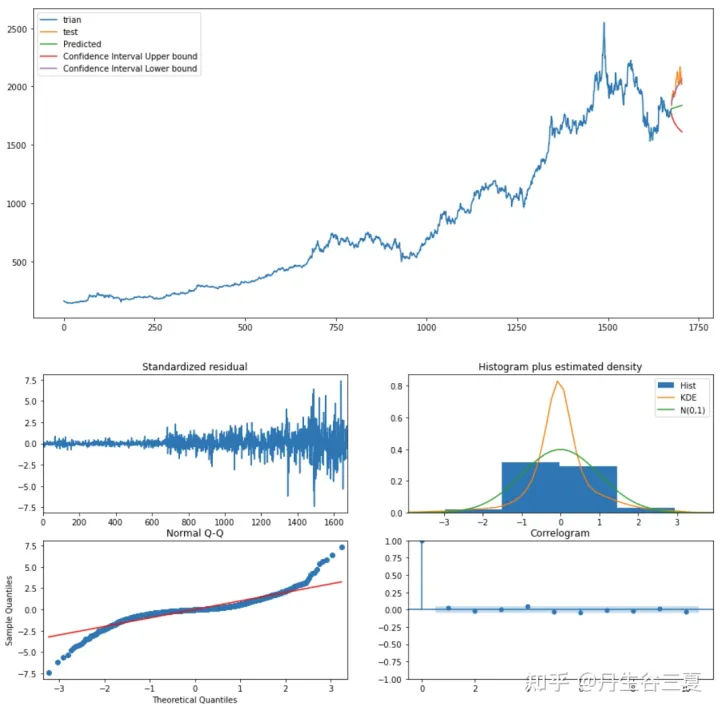 trian
test
Predicted
Confidence Interval Upper bound
Confidence Interval Lower bound
2500
2000
1500
1000
500
0 250 500 750 1000 1250 1500 1750
Standardized residual
7.5
5.0
2.5
0.0
−2.5
−5.0
−7.5
0 200 400 600 800 1000 1200 1400 1600
Histogram plus estimated density
Hist
KDE
N(0,1)
0.8
0.6
0.4
0.2
0.0
−3 −2 −1 0 1 2 3
Normal Q-Q
Sample Quantiles
7.5
5.0
2.5
0.0
−2.5
−5.0
−7.5
−3 −2 −1 0 1 2 3
Theoretical Quantiles
Correlogram
1.00
0.75
0.50
0.25
0.00
−0.25
−0.50
−0.75
−1.00
0 2 4 6 8 10
知乎 @丹生谷三夏